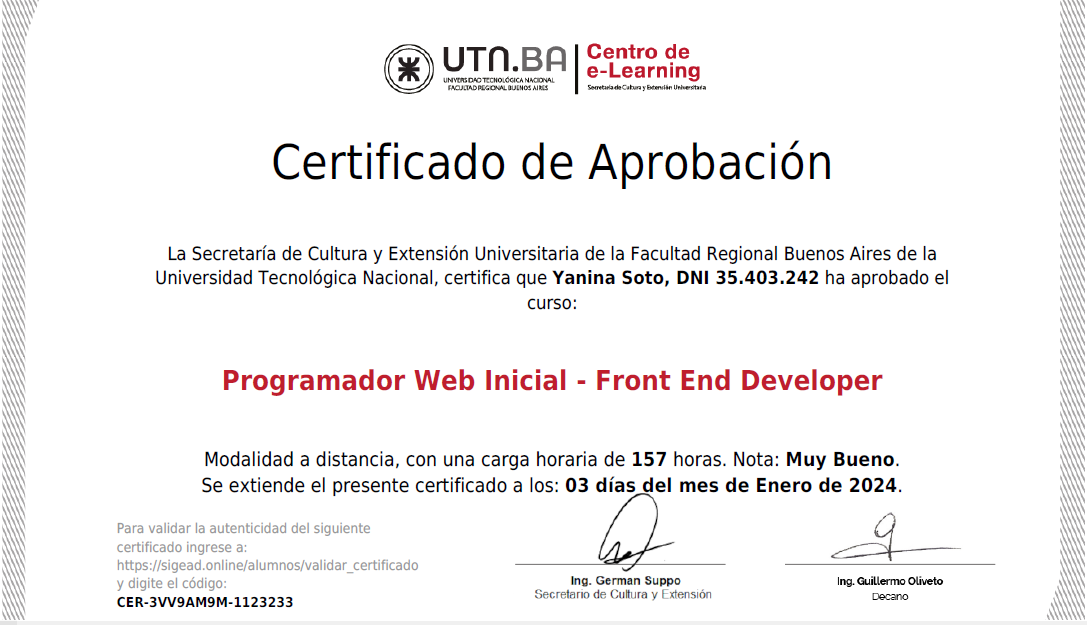 UTN.BA
UNIVERSIDAD TECNOLÓGICA NACIONAL
FACULTAD REGIONAL BUENOS AIRES
Centro de
e-Learning
Secretaría de Cultura y Extensión Universitaria
Certificado de Aprobación
La Secretaría de Cultura y Extensión Universitaria de la Facultad Regional Buenos Aires de la
Universidad Tecnológica Nacional, certifica que Yanina Soto, DNI 35.403.242 ha aprobado el
curso:
Programador Web Inicial - Front End Developer
Modalidad a distancia, con una carga horaria de 157 horas. Nota: Muy Bueno.
Se extiende el presente certificado a los: 03 días del mes de Enero de 2024.
Para validar la autenticidad del siguiente
certificado ingrese a:
https://sigead.online/alumnos/validar_certificado
y digite el código:
CER-3VV9AM9M-1123233
Ing. German Suppo
Secretario de Cultura y Extensión
Ing. Guillermo Oliveto
Decano